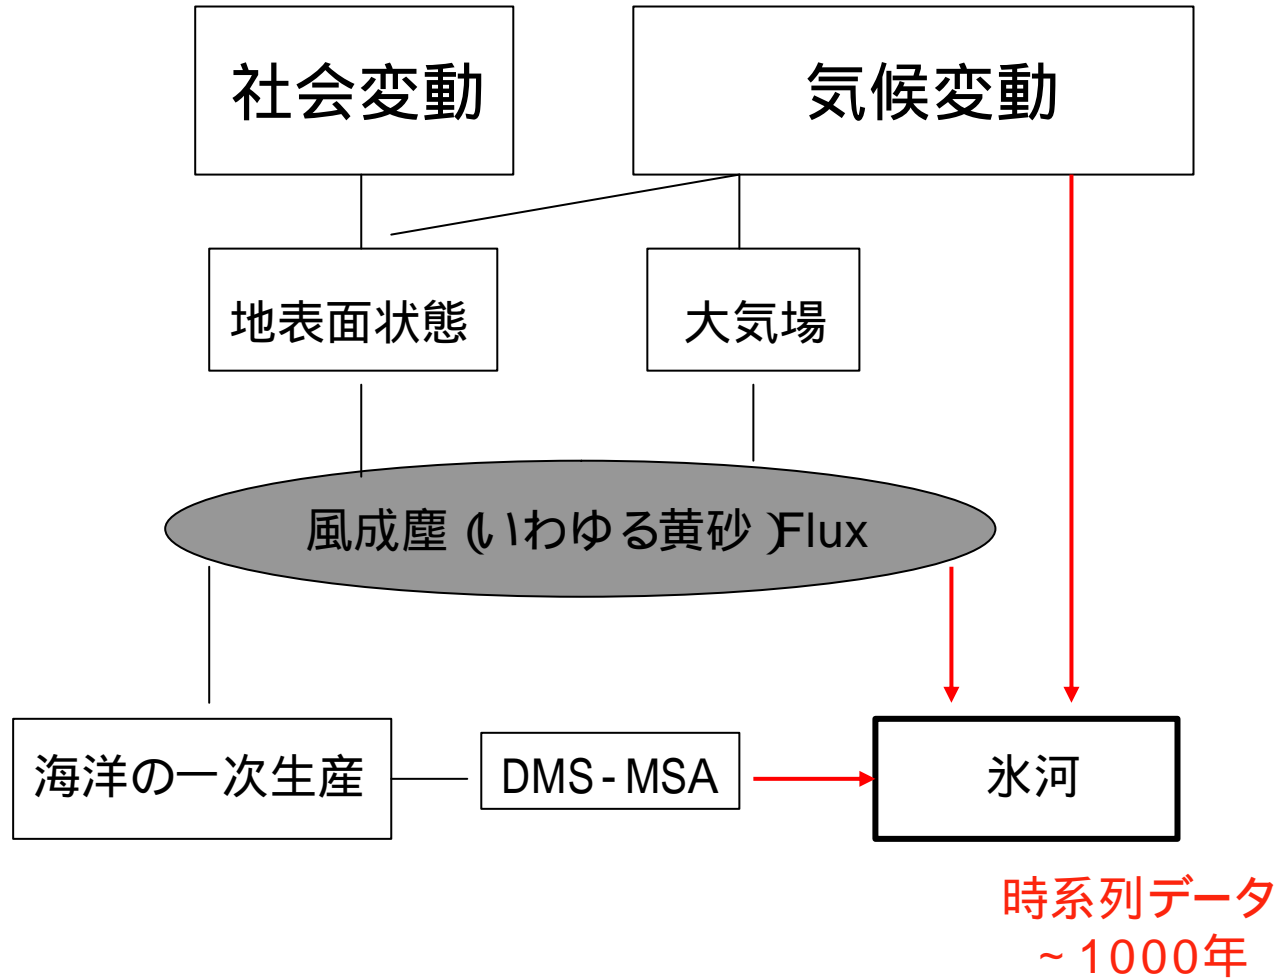 社会変動
気候変動
地表面状態
大気場
風成塵(いわゆる黄砂)Flux
海洋の一次生産
DMS - MSA
氷河
時系列データ
~1000年